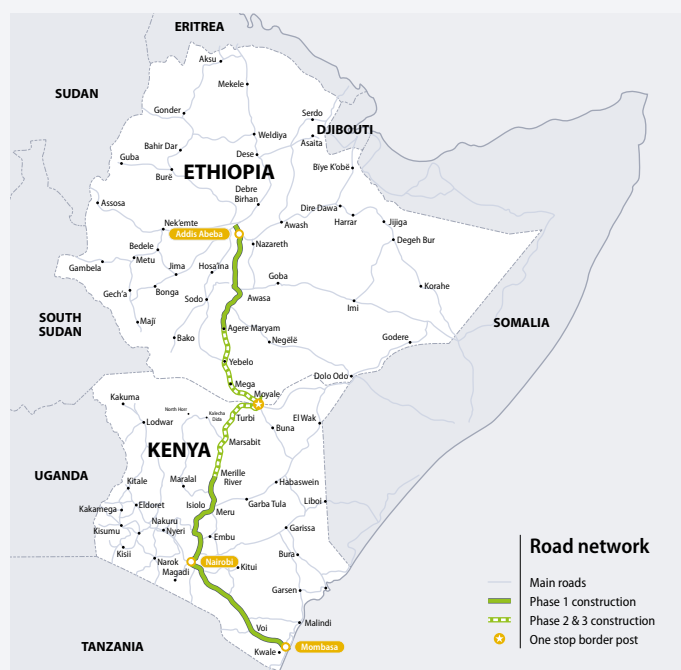 ERITREA
Aksu
Mekele
SUDAN
Gonder
Serdo
DJIBOUTI
Weldiya
Asaita
Bahir Dar
Dese
Guba
Biye K'obë
ETHIOPIA
Burë
Debre
Birhan
Assosa
Dire Dawa
Nek'emte
Awash
Harrar
Jijiga
Addis Abeba
Degeh Bur
Nazareth
Bedele
Metu
Gambela
Jima
Hosa'ina
Goba
Korahe
Gech'a
Bonga
Sodo
Awasa
Imi
SOUTH
SUDAN
Majï
Agere Maryam
SOMALIA
Bako
Negëlë
Godere
Yebelo
Dolo Odo
Mega
Moyale
Kakuma
North Horr
Kalecha
Dida
Turbi
El Wak
Lodwar
Buna
KENYA
Marsabit
UGANDA
Merille
River
Kitale
Maralal
Habaswein
Eldoret
Isiolo
Garba Tula
Liboi
Kakamega
Meru
Nakuru
Kisumu
Nyeri
Garissa
Embu
Kisii
Bura
Narok
Nairobi
Kitui
Magadi
Garsen
Voi
Malindi
TANZANIA
Kwale
Mombasa
Road network
Main roads
Phase 1 construction
Phase 2 & 3 construction
One stop border post